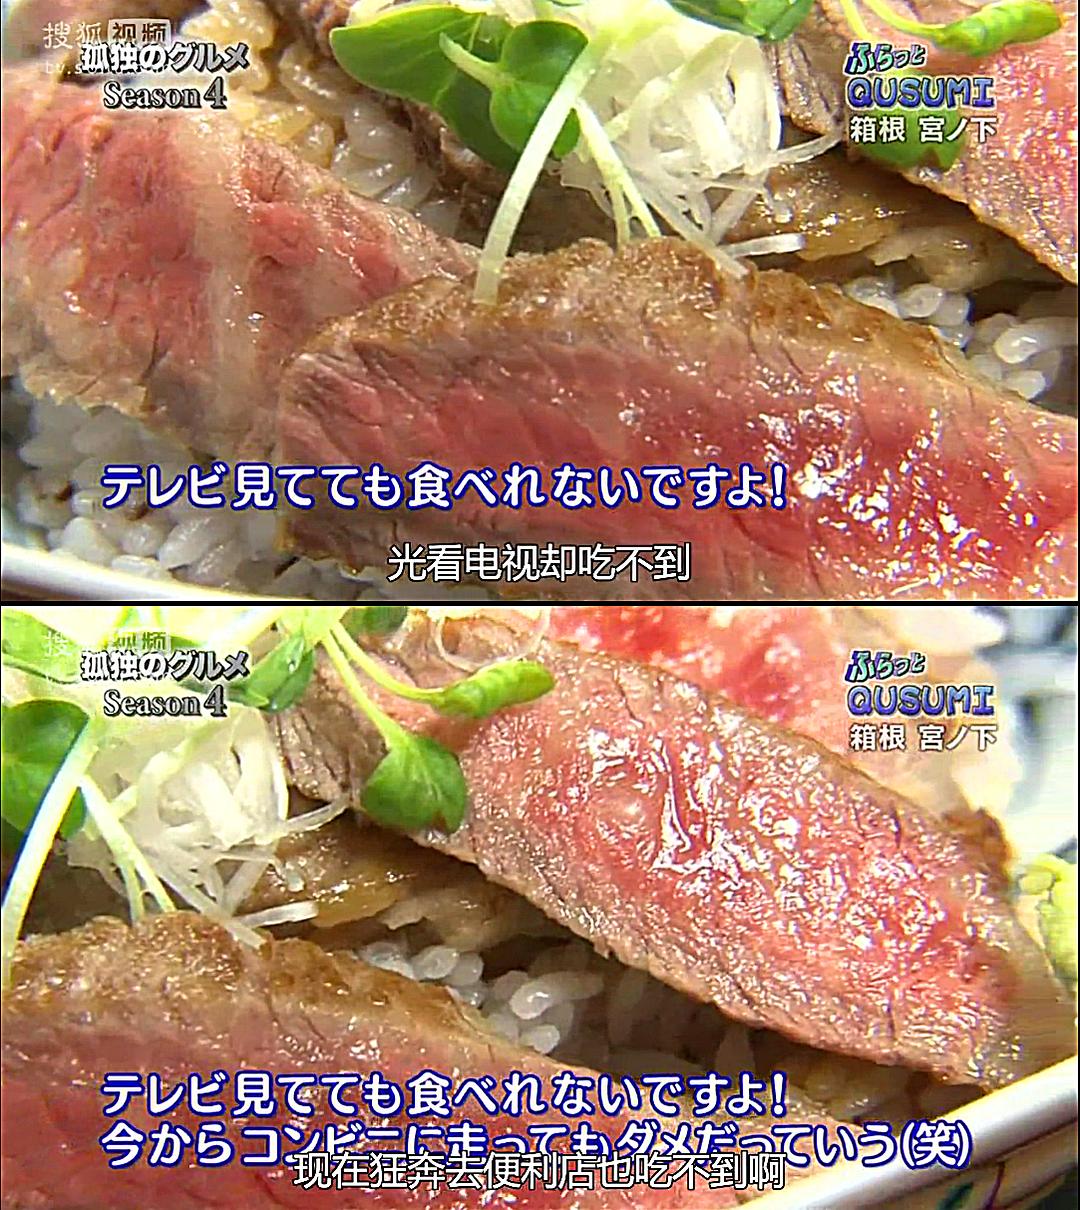 搜狐视频
孤独のグルメ
Season4
ふらっと
QUSUMI
箱根 宮ノ下
テレビ見てても食べれないですよ!
光看电视却吃不到
搜狐视频
孤独のグルメ
Season4
ふらっと
QUSUMI
箱根 宮ノ下
テレビ見てても食べれないですよ!
今からコンビニに走ってもダメだっていう(笑)
现在狂奔去便利店也吃不到啊